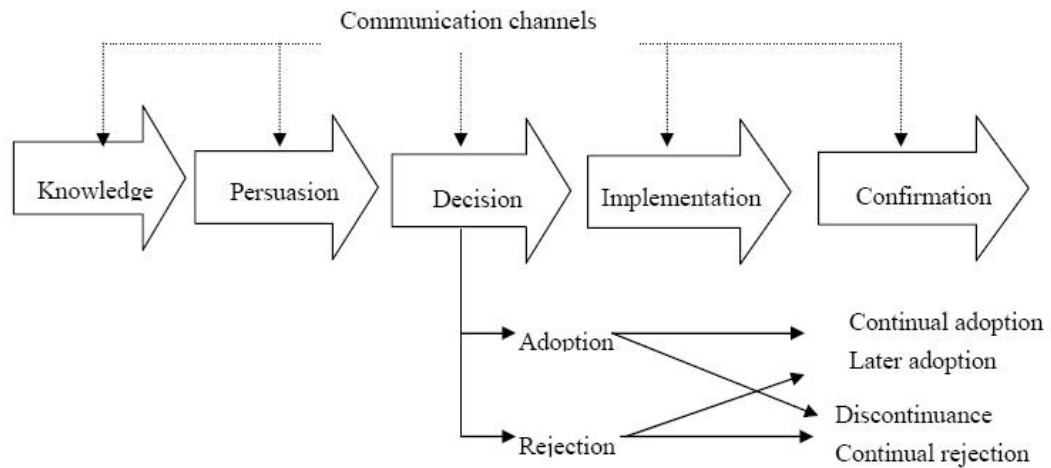 Communication channels
Knowledge
Persuasion
Decision
Implementation
Confirmation
Adoption
Rejection
Continual adoption
Later adoption
Discontinuance
Continual rejection